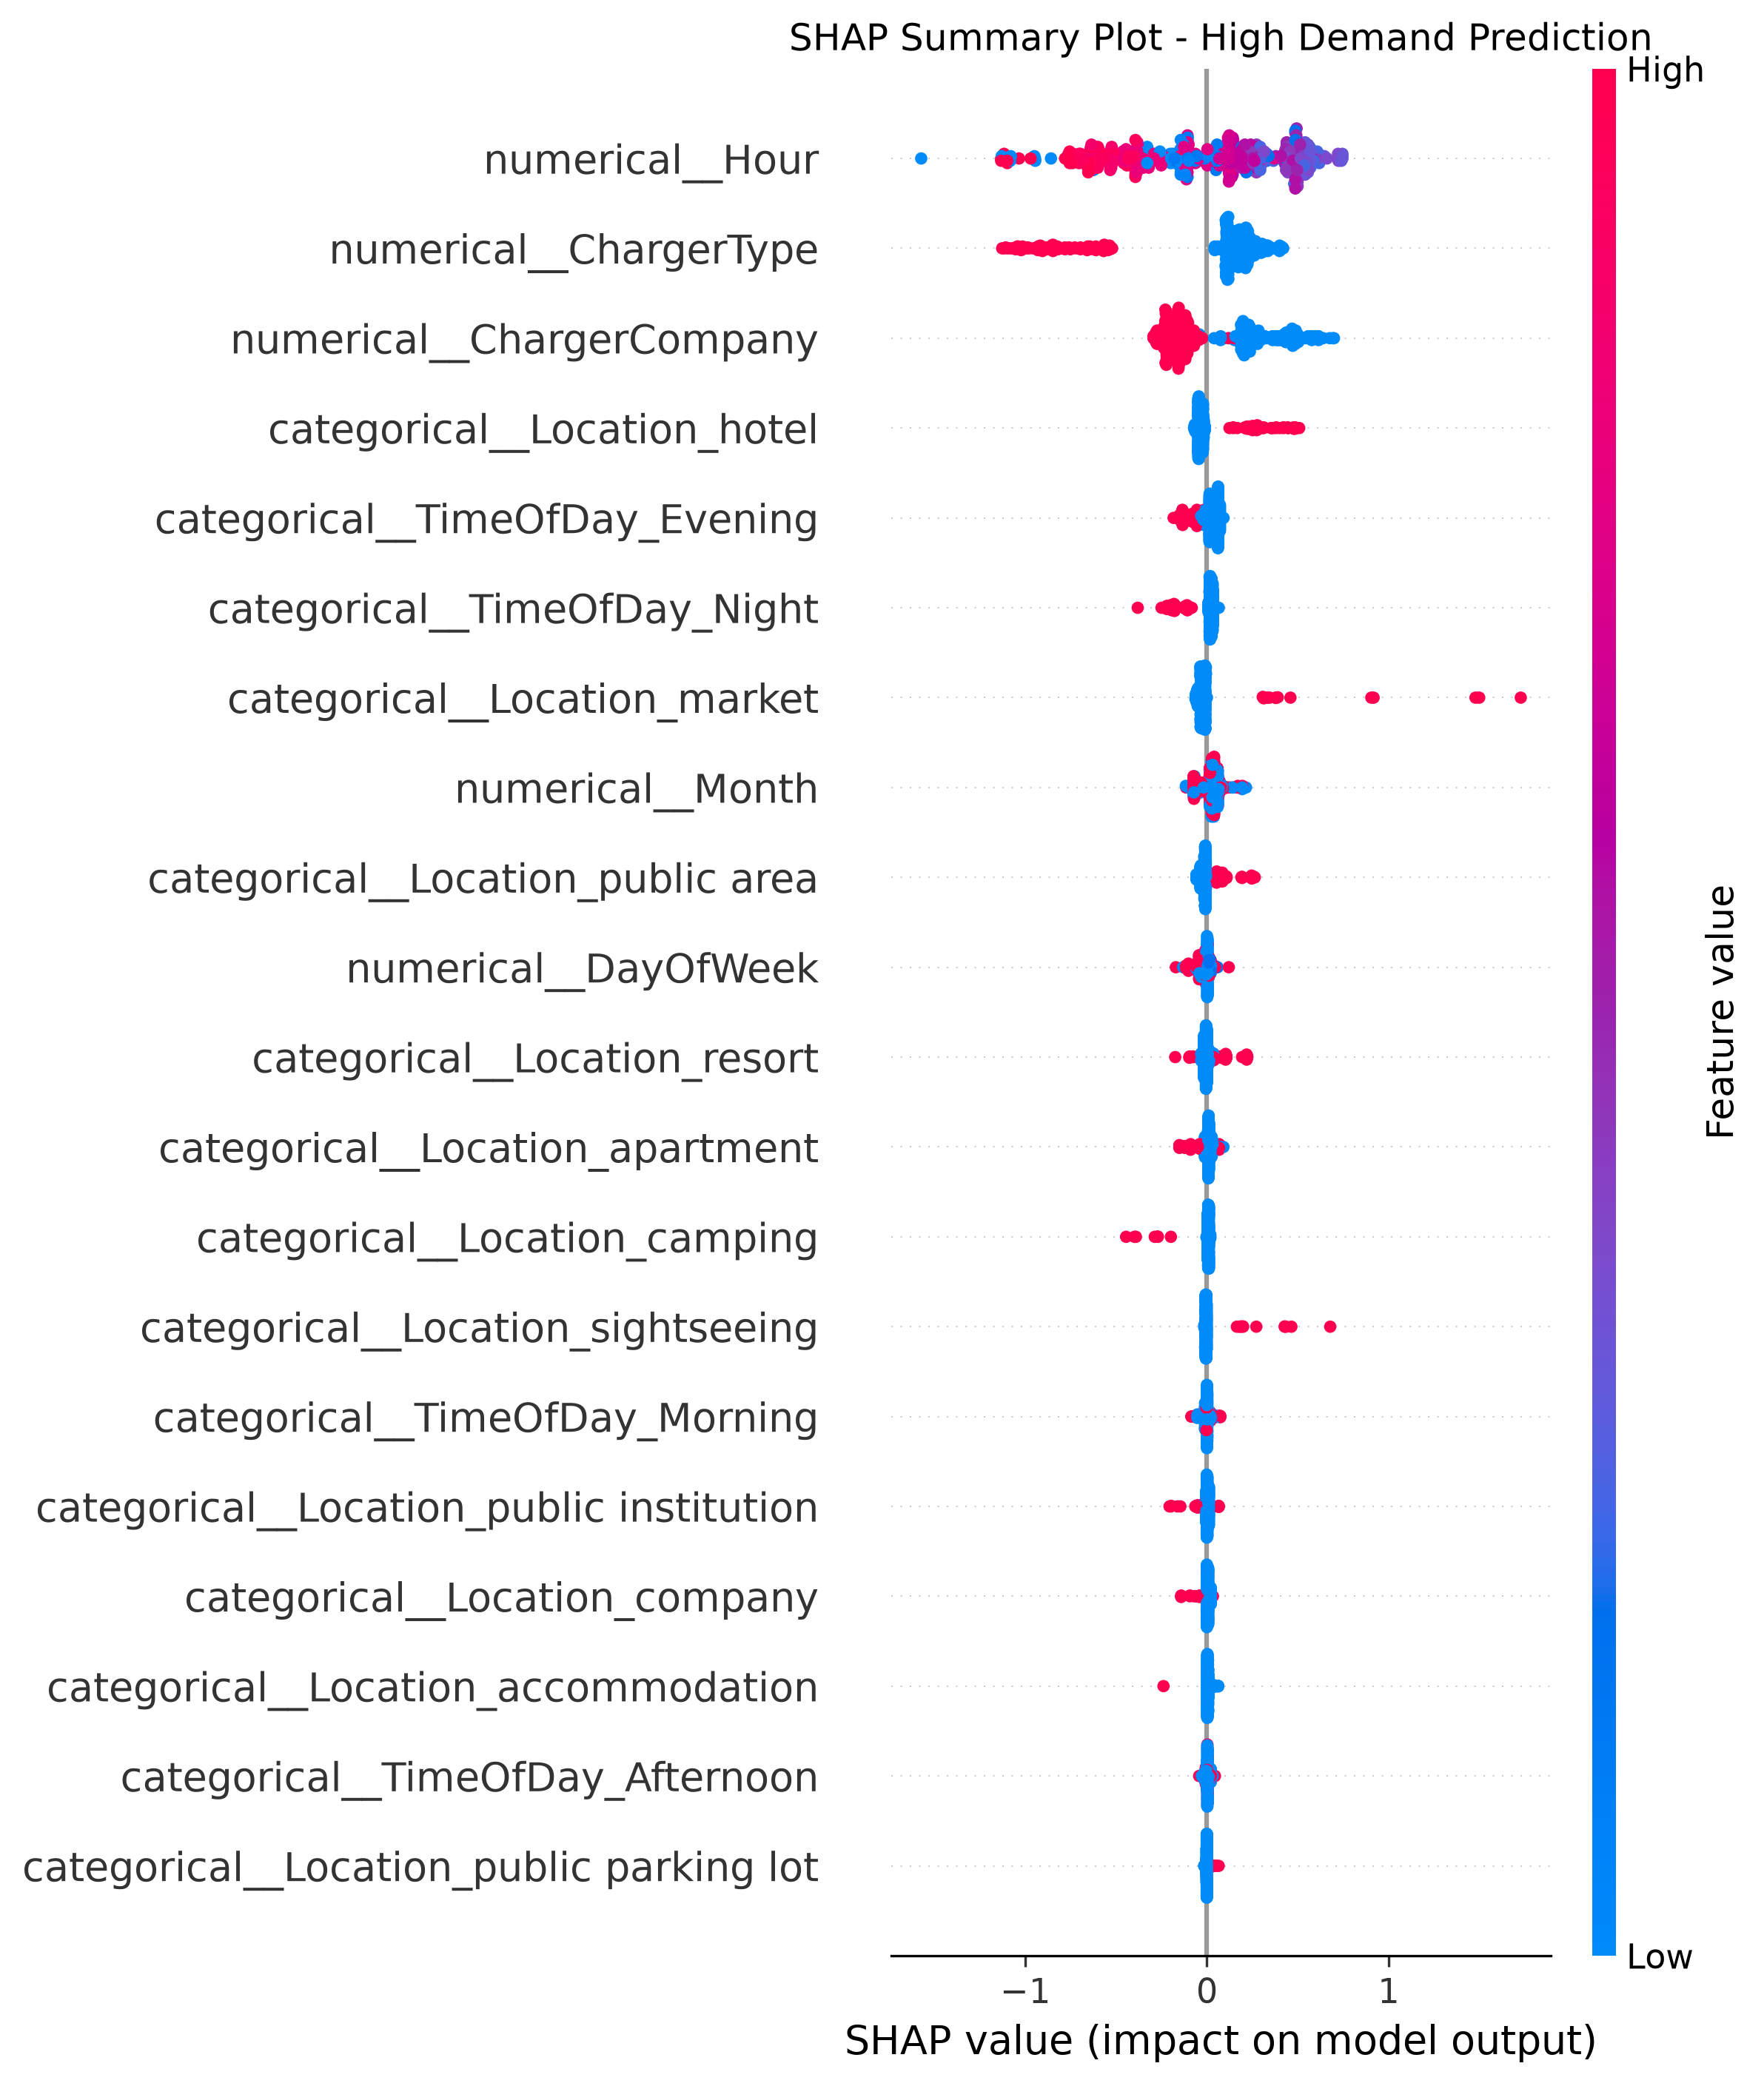 SHAP Summary Plot - High Demand Prediction
High
numerical__Hour
numerical__ChargerType
numerical__ChargerCompany
categorical__Location_hotel
categorical__TimeOfDay_Evening
categorical__TimeOfDay_Night
categorical__Location_market
numerical__Month
categorical__Location_public area
numerical__DayOfWeek
categorical__Location_resort
categorical__Location_apartment
categorical__Location_camping
categorical__Location_sightseeing
categorical__TimeOfDay_Morning
categorical__Location_public institution
categorical__Location_company
categorical__Location_accommodation
categorical__TimeOfDay_Afternoon
categorical__Location_public parking lot
Feature value
Low
−1 0 1
SHAP value (impact on model output)